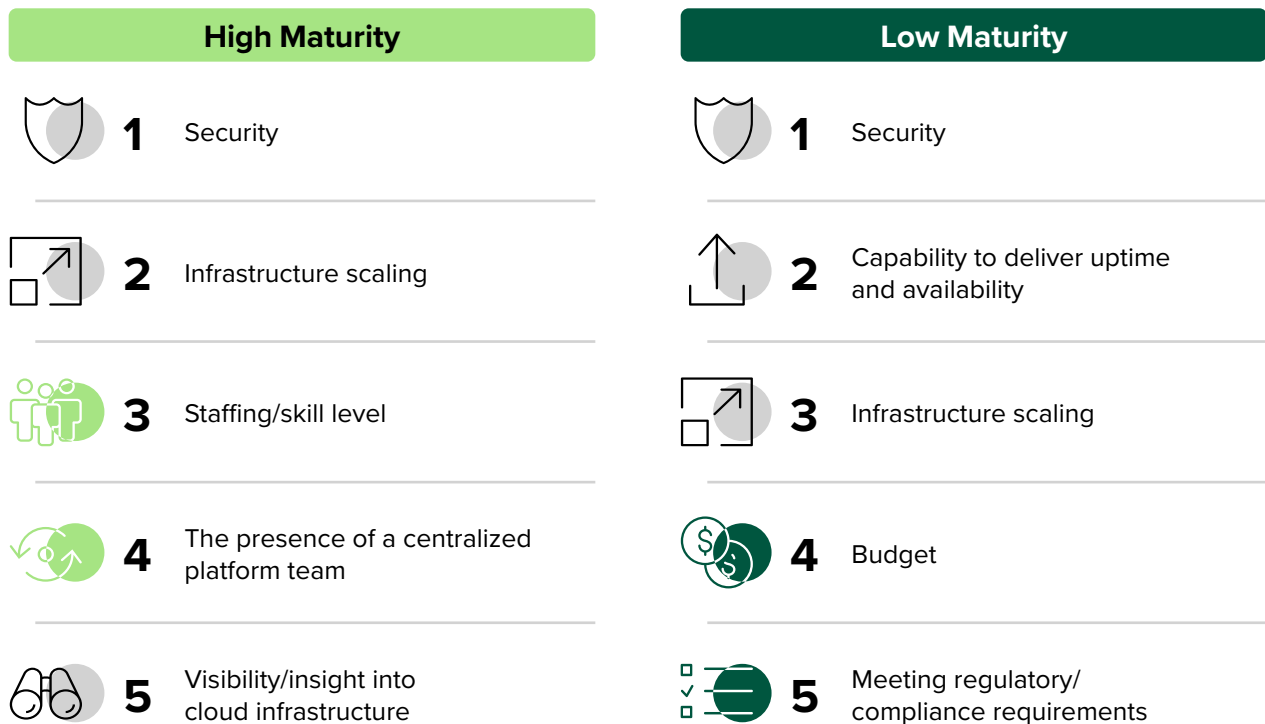 High Maturity
1 Security
2 Infrastructure scaling
3 Staffing/skill level
4 The presence of a centralized
platform team
5 Visibility/insight into
cloud infrastructure
Low Maturity
1 Security
2 Capability to deliver uptime
and availability
3 Infrastructure scaling
$ $
4 Budget
5 Meeting regulatory/
compliance requirements